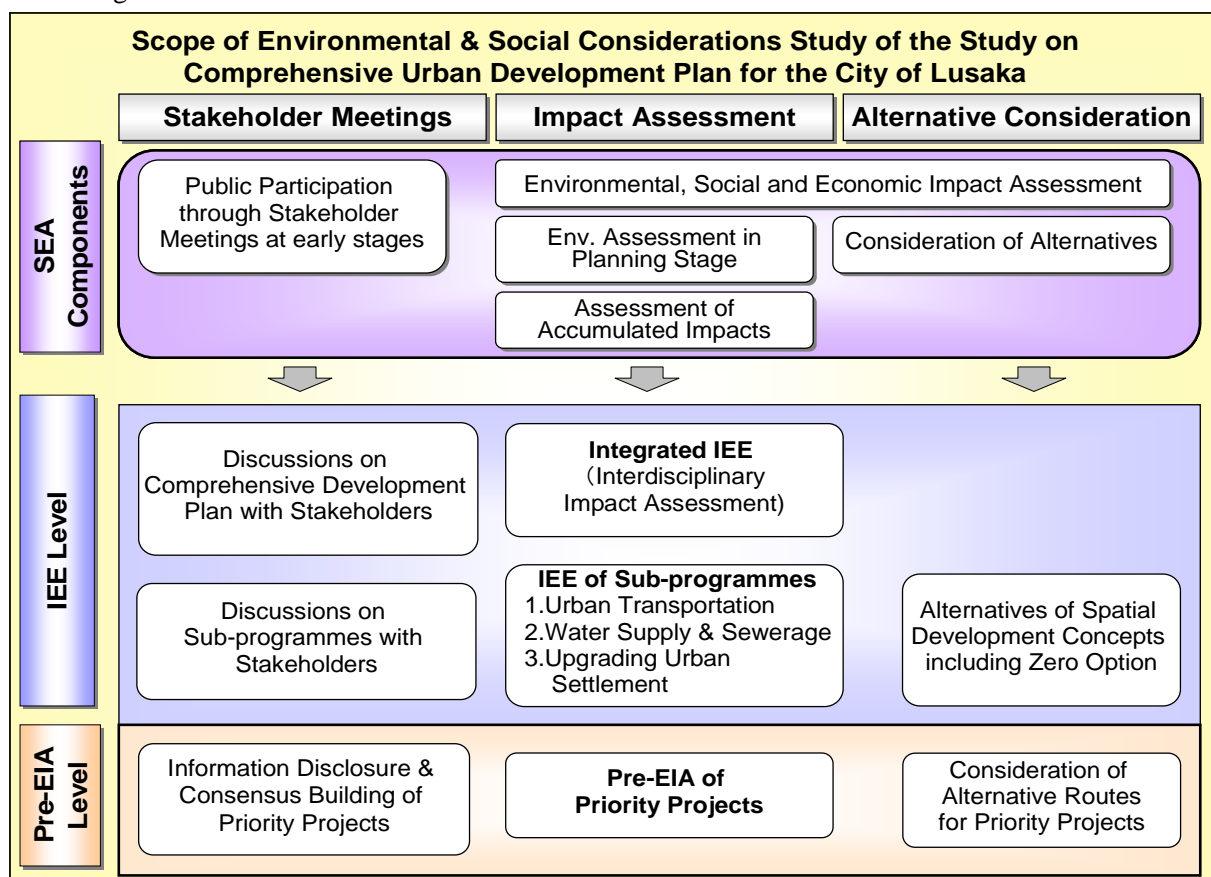 Scope of Environmental & Social Considerations Study of the Study on
Comprehensive Urban Development Plan for the City of Lusaka
Stakeholder Meetings
Impact Assessment
Alternative Consideration
SEA
Components
Public Participation
through Stakeholder
Meetings at early stages
Environmental, Social and Economic Impact Assessment
Env. Assessment in
Planning Stage
Consideration of Alternatives
Assessment of
Accumulated Impacts
IEE Level
Discussions on
Comprehensive Development
Plan with Stakeholders
Integrated IEE
（Interdisciplinary
Impact Assessment)
Discussions on
Sub-programmes with
Stakeholders
IEE of Sub-programmes
1.Urban Transportation
2.Water Supply & Sewerage
3.Upgrading Urban
Settlement
Alternatives of Spatial
Development Concepts
including Zero Option
Pre-EIA
Level
Information Disclosure &
Consensus Building of
Priority Projects
Pre-EIA of
Priority Projects
Consideration of
Alternative Routes
for Priority Projects